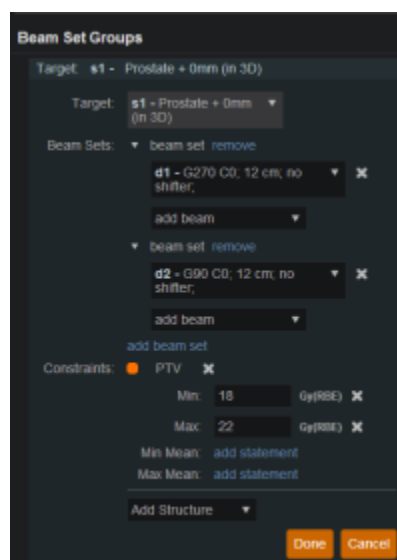 Beam Set Groups
Target: s1 - Prostate + 0mm (in 3D)
Target: s1 - Prostate + 0mm (in 3D)
Beam Sets: beam set remove
d1 - G270 C0; 12 cm; no shifter;
add beam
beam set remove
d2 - G90 C0; 12 cm; no shifter;
add beam
add beam set
Constraints: PTV
Min: 18 Gy(RBE)
Max: 22 Gy(RBE)
Min Mean: add statement
Max Mean: add statement
Add Structure
Done Cancel